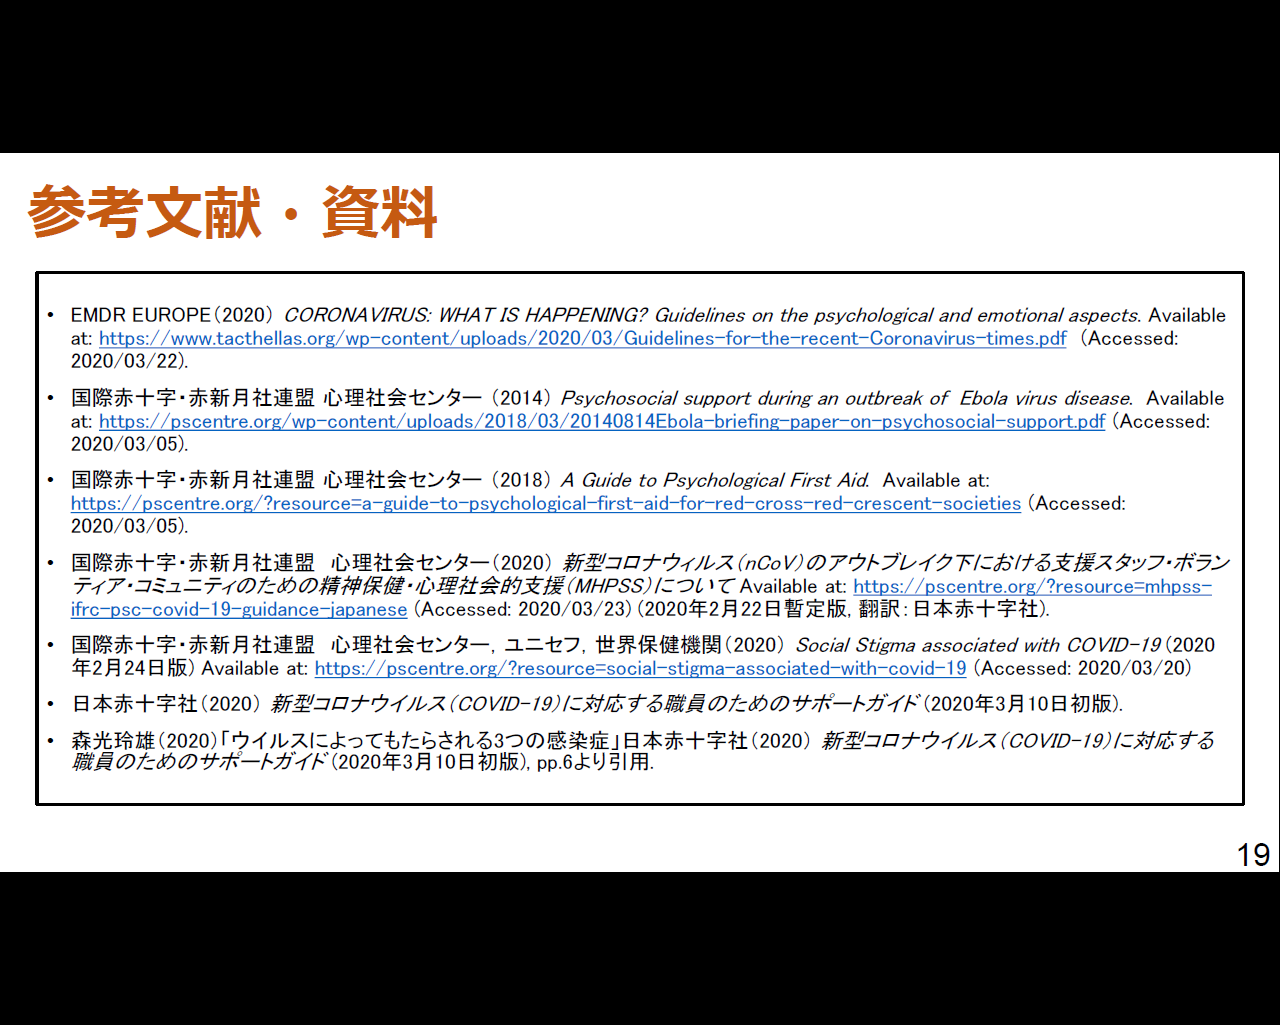 参考文献・資料
• EMDR EUROPE（2020） CORONAVIRUS: WHAT IS HAPPENING? Guidelines on the psychological and emotional aspects. Available
at: https://www.tacthellas.org/wp-content/uploads/2020/03/Guidelines-for-the-recent-Coronavirus-times.pdf （Accessed:
2020/03/22).
• 国際赤十字・赤新月社連盟 心理社会センター （2014） Psychosocial support during an outbreak of Ebola virus disease. Available
at: https://pscentre.org/wp-content/uploads/2018/03/20140814Ebola-briefing-paper-on-psychosocial-support.pdf (Accessed:
2020/03/05).
• 国際赤十字・赤新月社連盟 心理社会センター （2018） A Guide to Psychological First Aid. Available at:
https://pscentre.org/?resource=a-guide-to-psychological-first-aid-for-red-cross-red-crescent-societies (Accessed:
2020/03/05).
• 国際赤十字・赤新月社連盟　心理社会センター（2020） 新型コロナウィルス（nCoV）のアウトブレイク下における支援スタッフ・ボラン
ティア・コミュニティのための精神保健・心理社会的支援（MHPSS）について Available at: https://pscentre.org/?resource=mhpss-
ifrc-psc-covid-19-guidance-japanese (Accessed: 2020/03/23) (2020年2月22日暫定版, 翻訳：日本赤十字社).
• 国際赤十字・赤新月社連盟　心理社会センター, ユニセフ, 世界保健機関（2020） Social Stigma associated with COVID-19（2020
年2月24日版）Available at: https://pscentre.org/?resource=social-stigma-associated-with-covid-19 (Accessed: 2020/03/20)
• 日本赤十字社（2020） 新型コロナウイルス（COVID-19）に対応する職員のためのサポートガイド（2020年3月10日初版).
• 森光玲雄（2020）「ウイルスによってもたらされる3つの感染症」日本赤十字社（2020） 新型コロナウイルス（COVID-19）に対応する
職員のためのサポートガイド（2020年3月10日初版), pp.6より引用.
19